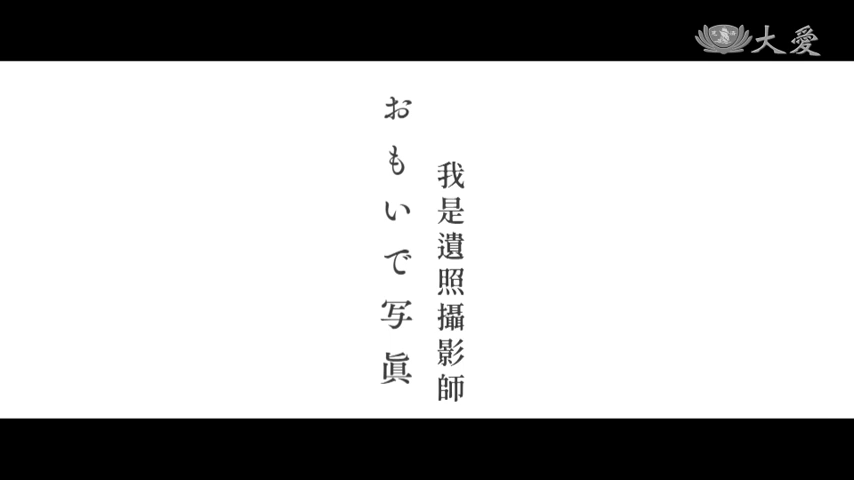 大愛
おもいで写眞
我是遺照攝影師